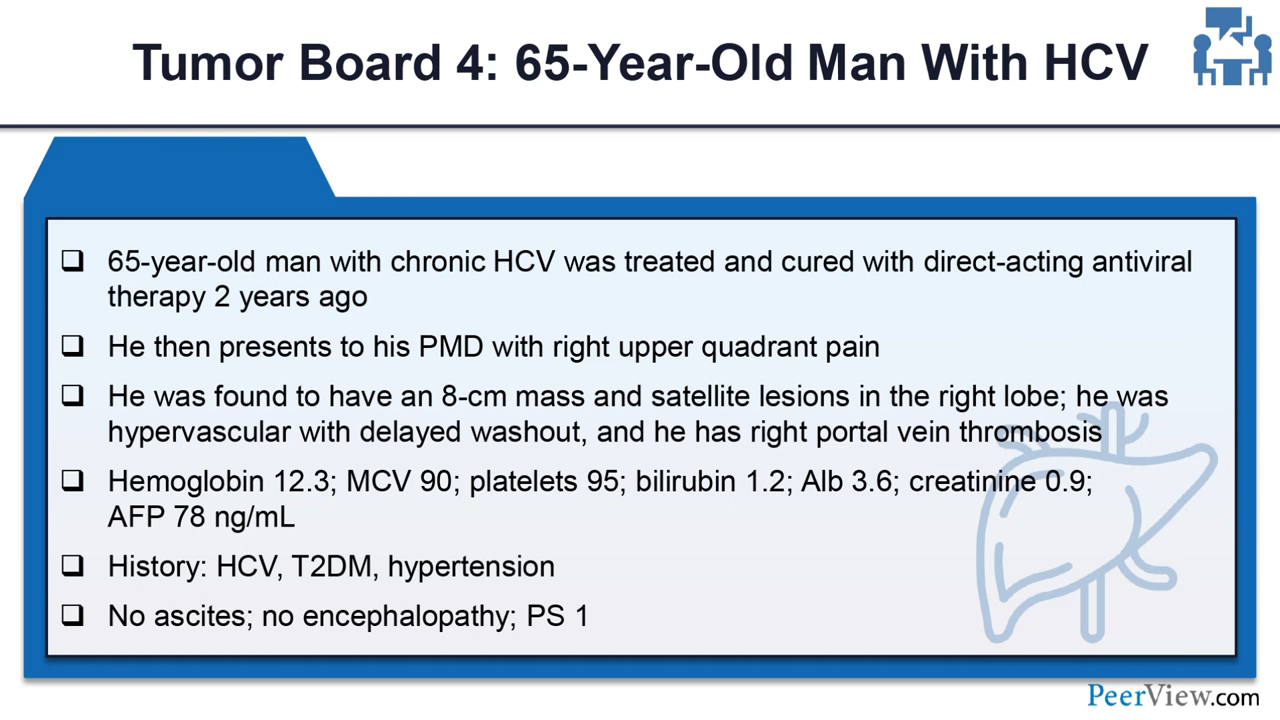 Tumor Board 4: 65-Year-Old Man With HCV
❑ 65-year-old man with chronic HCV was treated and cured with direct-acting antiviral
therapy 2 years ago
❑ He then presents to his PMD with right upper quadrant pain
❑ He was found to have an 8-cm mass and satellite lesions in the right lobe; he was
hypervascular with delayed washout, and he has right portal vein thrombosis
❑ Hemoglobin 12.3; MCV 90; platelets 95; bilirubin 1.2; Alb 3.6; creatinine 0.9;
AFP 78 ng/mL
❑ History: HCV, T2DM, hypertension
❑ No ascites; no encephalopathy; PS 1
PeerView.com